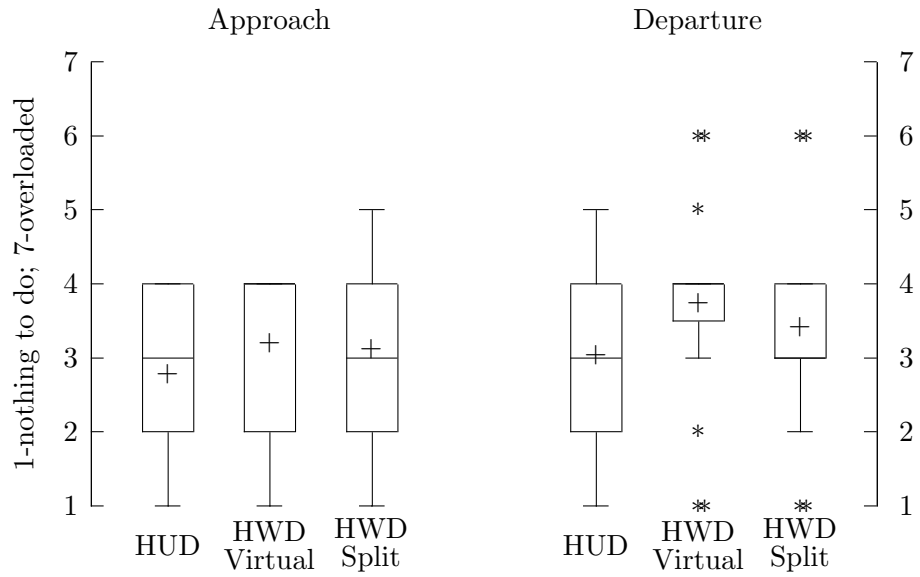 Approach
Departure
1-nothing to do; 7-overloaded
7
6
5
4
3
2
1
7
6
5
4
3
2
1
HUD
HWD
Virtual
HWD
Split
HUD
HWD
Virtual
HWD
Split